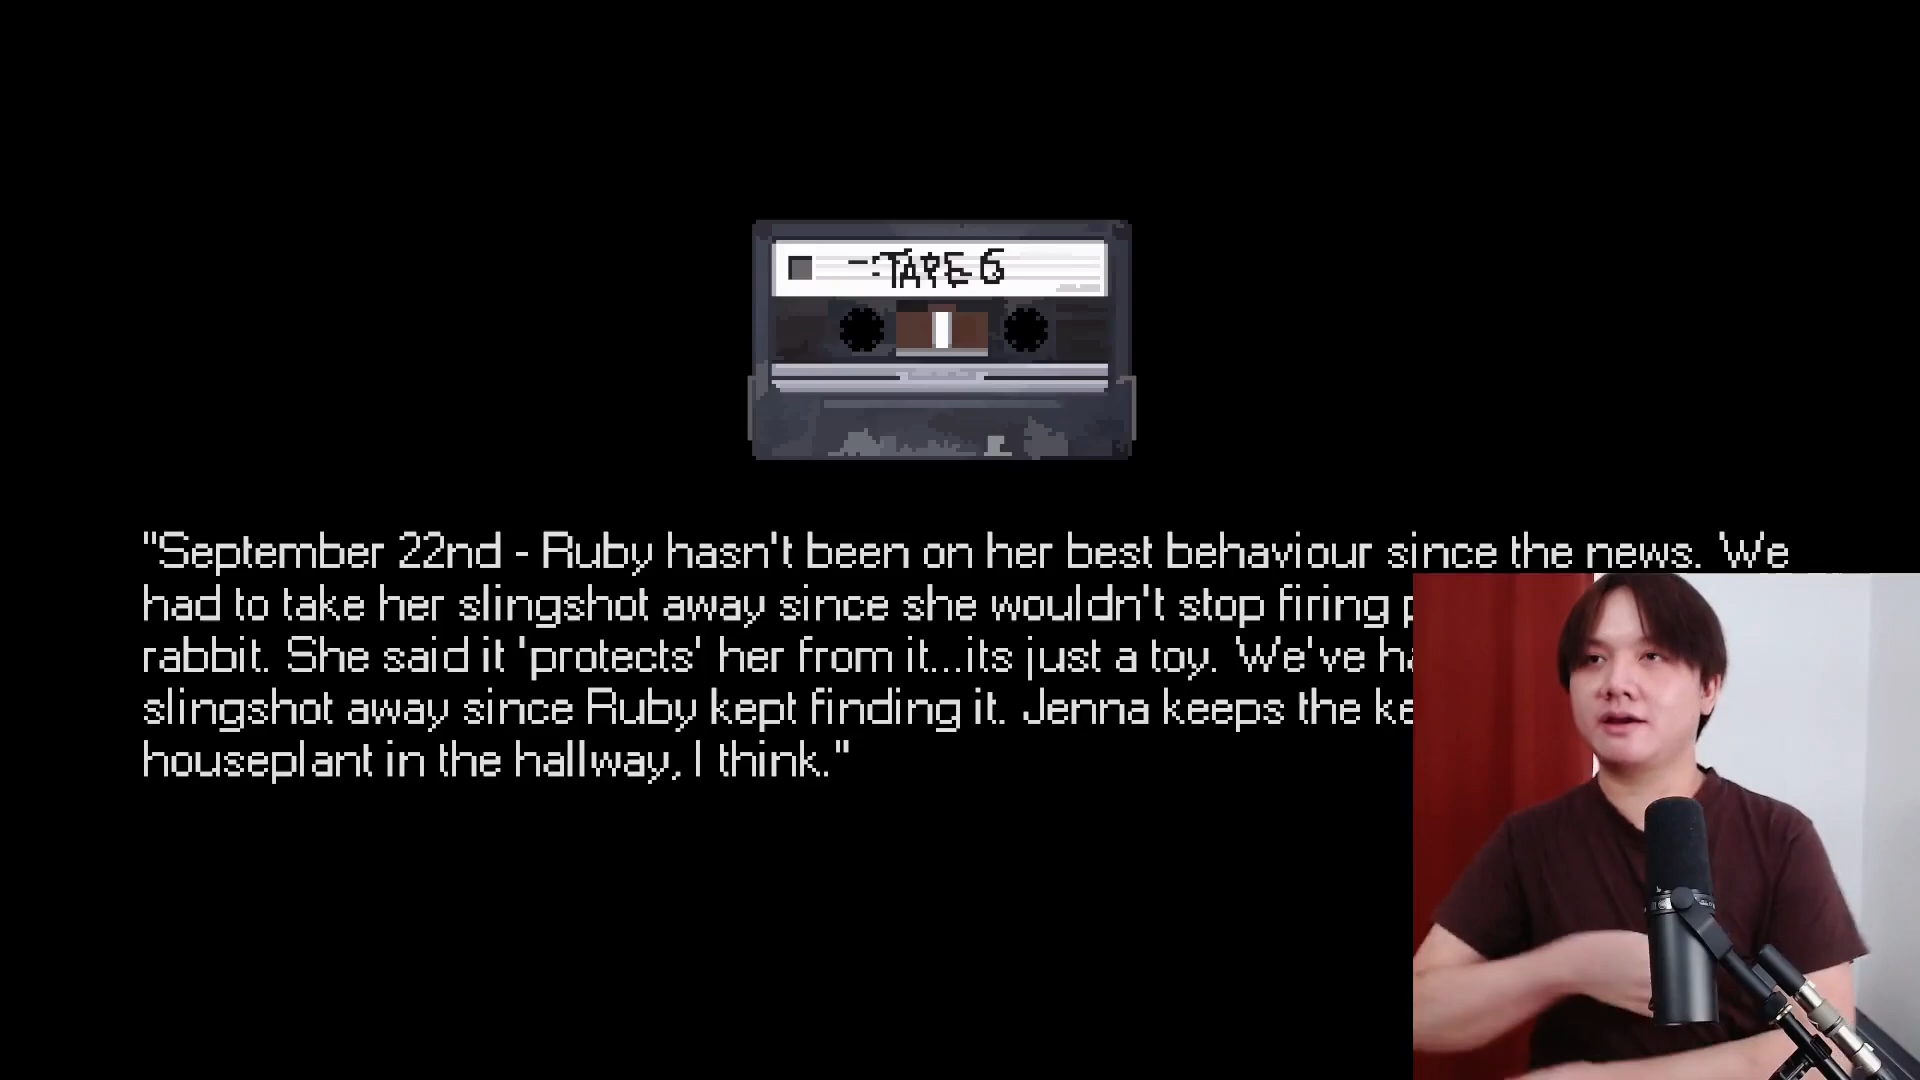 -:TAPE 6
"September 22nd - Ruby hasn't been on her best behaviour since the news. We
had to take her slingshot away since she wouldn't stop firing
rabbit. She said it 'protects' her from it...its just a toy. We've
slingshot away since Ruby kept finding it. Jenna keeps the
houseplant in the hallway, I think."